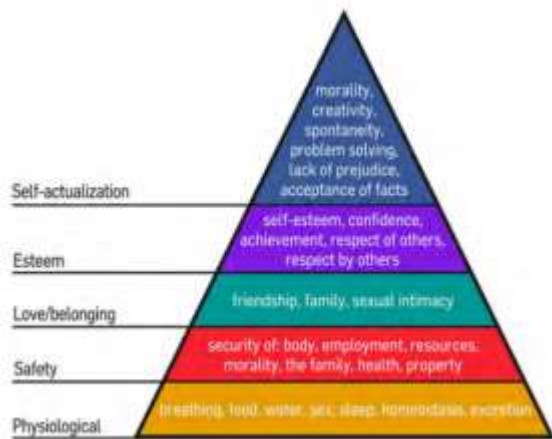 morality,
creativity,
spontaneity,
problem solving,
lack of prejudice,
acceptance of facts
Self-actualization
self-esteem, confidence,
achievement, respect of others,
respect by others
Esteem
friendship, family, sexual intimacy
Love/belonging
security of: body, employment, resources,
morality, the family, health, property
Safety
breathing, food, water, sex, sleep, homeostasis, excretion
Physiological